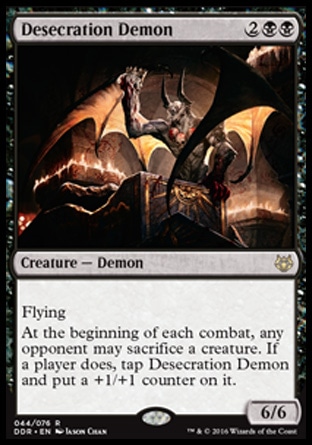 Desecration Demon 2
Creature — Demon
Flying
At the beginning of each combat, any
opponent may sacrifice a creature. If
a player does, tap Desecration Demon
and put a +1/+1 counter on it.
6/6
044/076 R
DDR • EN Jason Chan
™ & © 2016 Wizards of the Coast